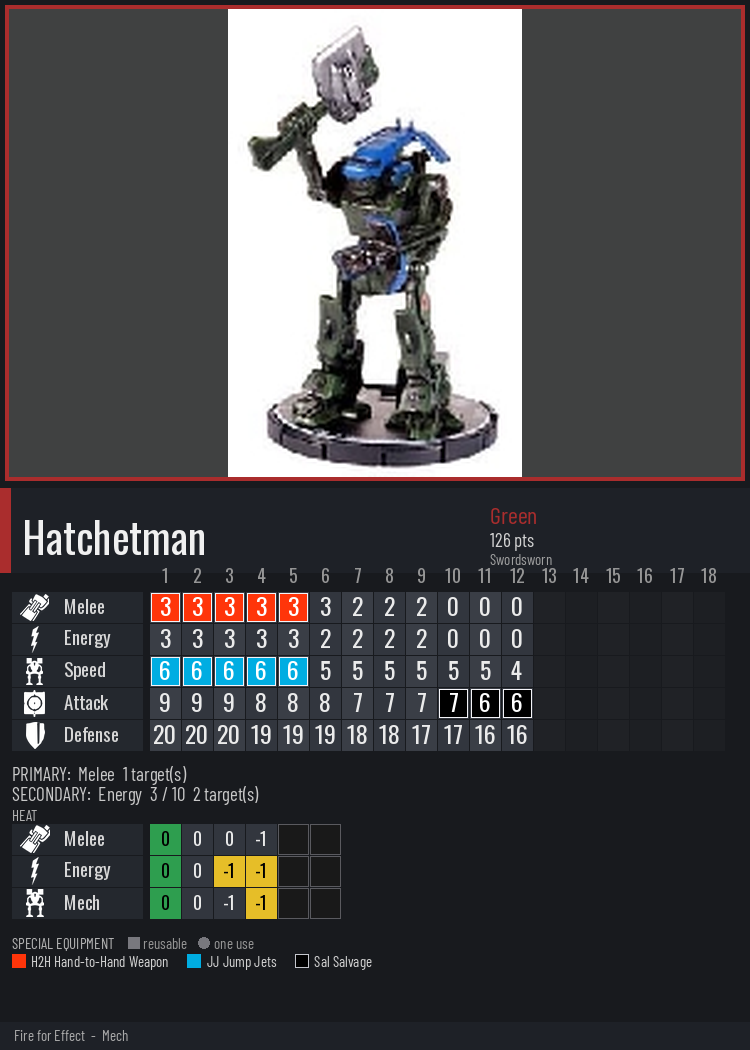 Hatchetman
Green
126 pts
Swordsworn
1 2 3 4 5 6 7 8 9 10 11 12 13 14 15 16 17 18
Melee 3 3 3 3 3 3 2 2 2 0 0 0
Energy 3 3 3 3 3 2 2 2 2 0 0 0
Speed 6 6 6 6 6 5 5 5 5 5 5 4
Attack 9 9 9 8 8 8 7 7 7 7 6 6
Defense 20 20 20 19 19 19 18 18 17 17 16 16
PRIMARY: Melee 1 target(s)
SECONDARY: Energy 3 / 10 2 target(s)
HEAT
Melee 0 0 0 -1
Energy 0 0 -1 -1
Mech 0 0 -1 -1
SPECIAL EQUIPMENT reusable one use
H2H Hand-to-Hand Weapon JJ Jump Jets Sal Salvage
Fire for Effect - Mech